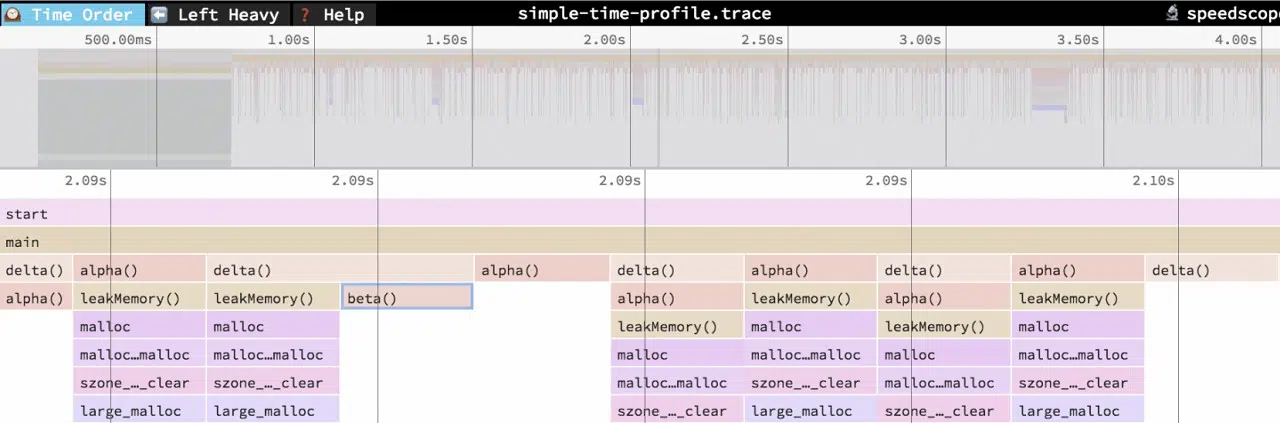 Time Order Left Heavy ? Help simple-time-profile.trace speedscop
500.00ms 1.00s 1.50s 2.00s 2.50s 3.00s 3.50s 4.00s
2.09s 2.09s 2.09s 2.09s 2.10s
start
main
delta() alpha() delta() alpha() delta() alpha() delta() alpha() delta()
alpha() leakMemory() leakMemory() beta() alpha() leakMemory() alpha() leakMemory()
malloc malloc leakMemory() malloc leakMemory() malloc
malloc…malloc malloc…malloc malloc malloc…malloc malloc malloc…malloc
szone_…_clear szone_…_clear malloc…malloc szone_…_clear malloc…malloc szone_…_clear
large_malloc large_malloc szone_…_clear large_malloc szone_…_clear large_malloc